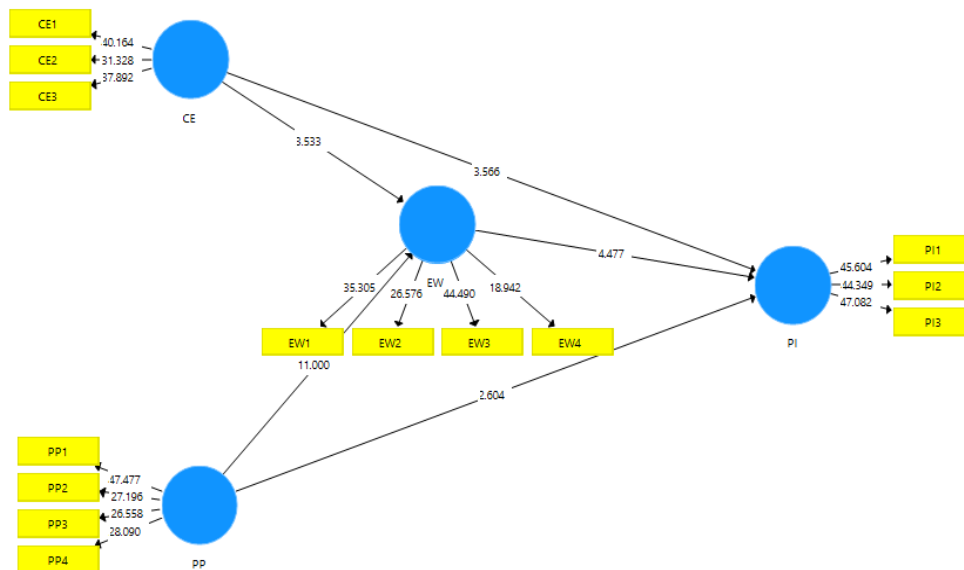 CE1
40.164
CE2
31.328
CE3
37.892
CE
3.533
3.566
EW
4.477
35.305
26.576
44.490
18.942
EW1
EW2
EW3
EW4
11.000
PI1
45.604
PI2
44.349
PI3
47.082
PI
2.604
PP1
47.477
PP2
27.196
PP3
26.558
PP4
28.090
PP